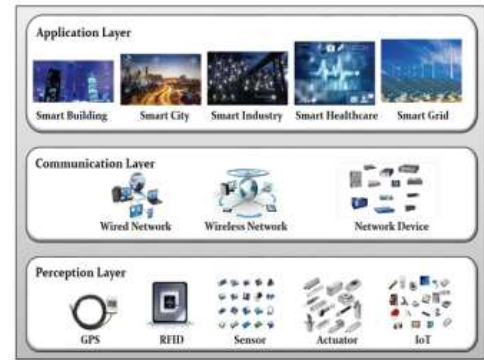 Application Layer
Smart Building Smart City Smart Industry Smart Healthcare Smart Grid
Communication Layer
Wired Network Wireless Network Network Device
Perception Layer
GPS RFID Sensor Actuator IoT